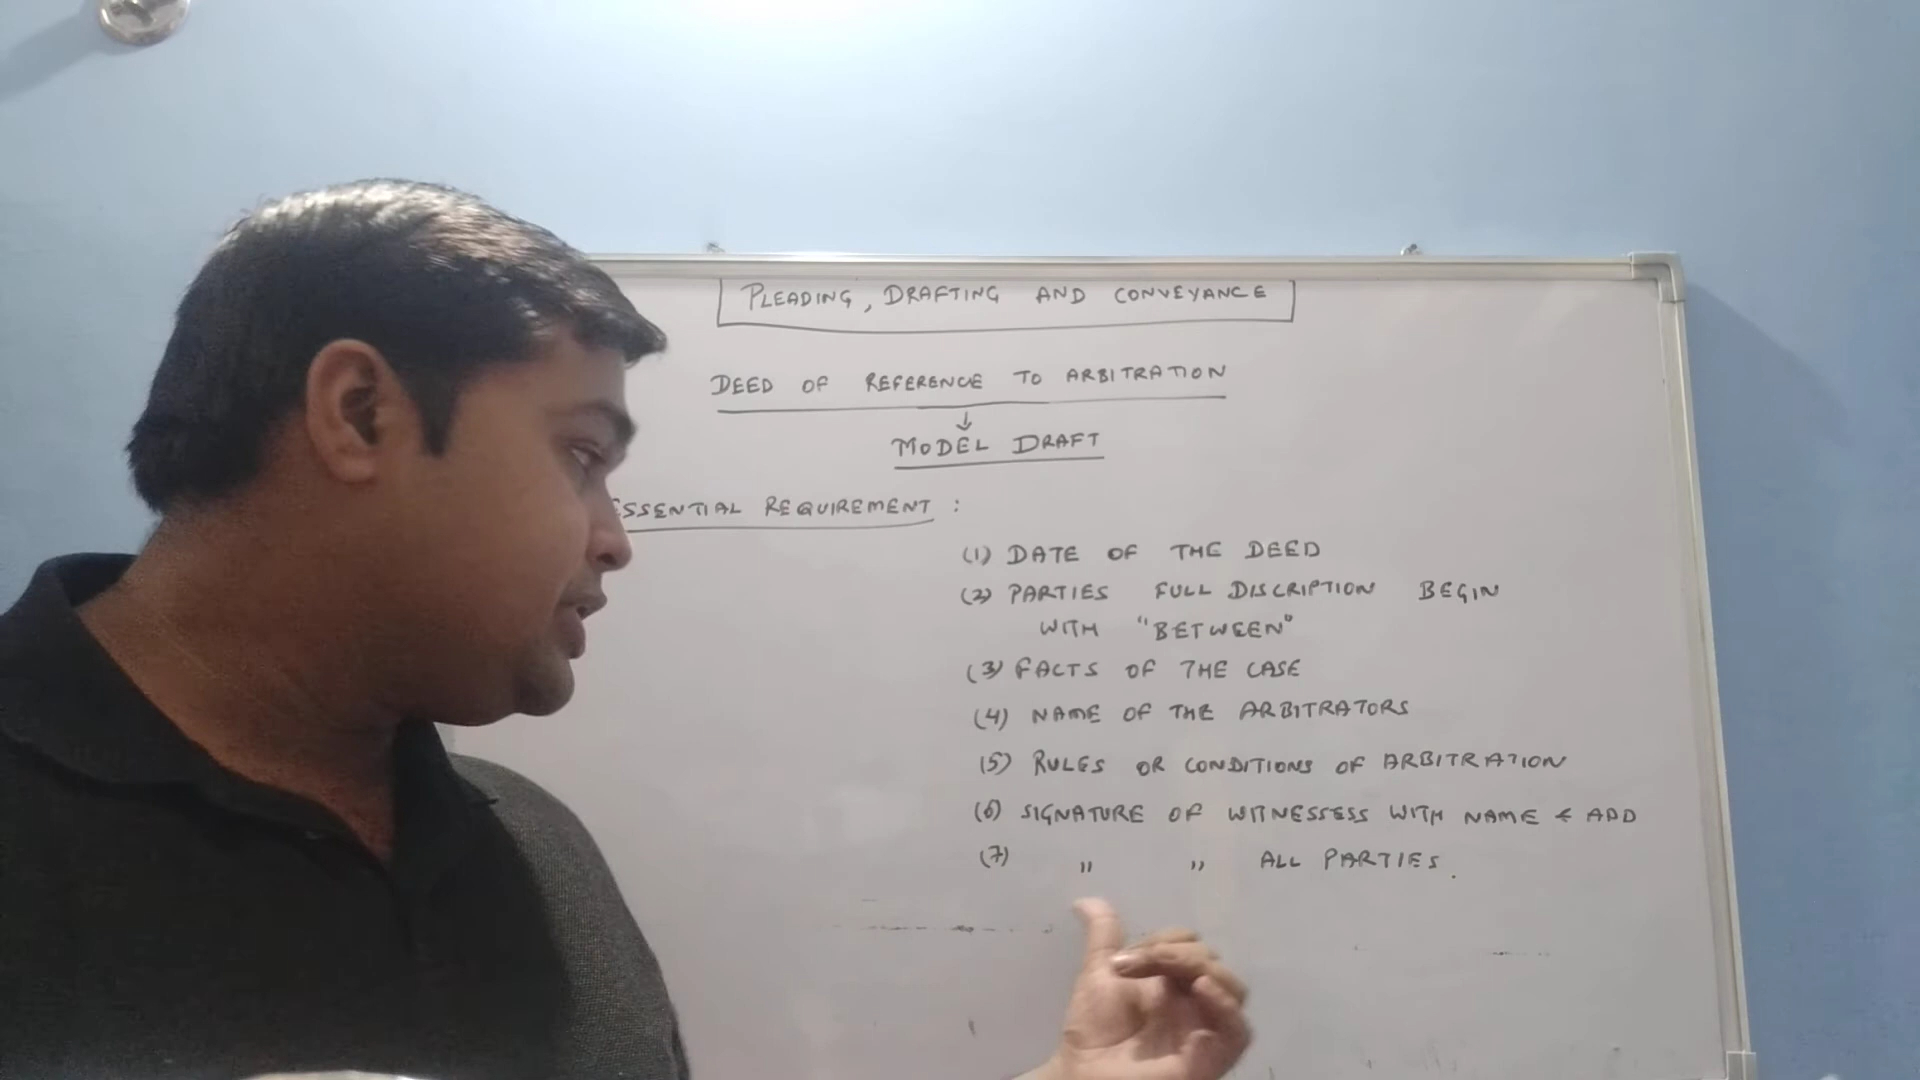 PLEADING, DRAFTING AND CONVEYANCE
DEED OF REFERENCE TO ARBITRATION
↓
MODEL DRAFT
ESSENTIAL REQUIREMENT :
(1) DATE OF THE DEED
(2) PARTIES FULL DISCRIPTION BEGIN
WITH "BETWEEN"
(3) FACTS OF THE CASE
(4) NAME OF THE ARBITRATORS
(5) RULES OR CONDITIONS OF ARBITRATION
(6) SIGNATURE OF WITNESSESS WITH NAME & ADD
(7) " " ALL PARTIES.